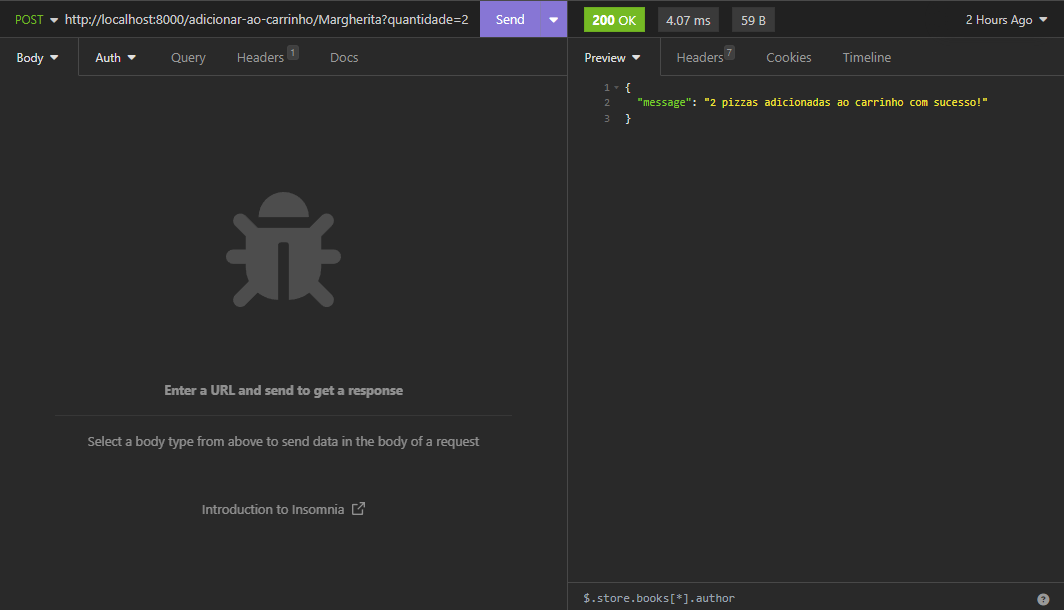 POST http://localhost:8000/adicionar-ao-carrinho/Margherita?quantidade=2 Send 200 OK 4.07 ms 59 B 2 Hours Ago
Body Auth Query Headers 1 Docs Preview Headers 7 Cookies Timeline
1 {
2 "message": "2 pizzas adicionadas ao carrinho com sucesso!"
3 }
Enter a URL and send to get a response
Select a body type from above to send data in the body of a request
Introduction to Insomnia
$.store.books[*].author ?